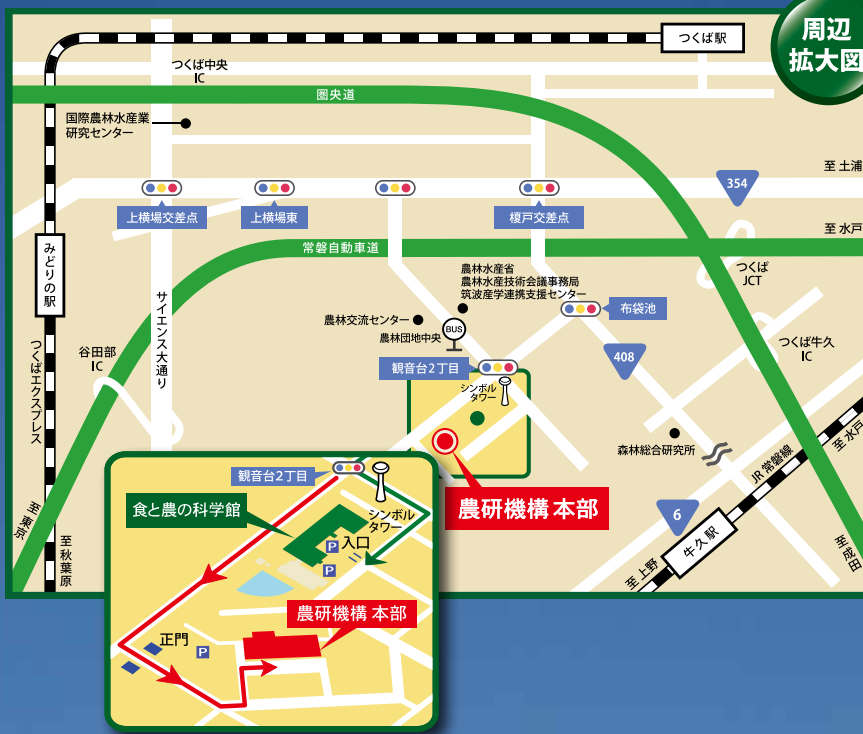 周辺
拡大図
つくば駅
つくば中央
IC
圏央道
国際農林水産業
研究センター
至 土浦
354
上横場交差点
上横場東
榎戸交差点
至 水戸
常磐自動車道
みどりの駅
農林水産省
農林水産技術会議事務局
筑波産学連携支援センター
つくば
JCT
サイエンス大通り
布袋池
農林交流センター
BUS
農林団地中央
つくばエクスプレス
谷田部
IC
観音台2丁目
408
つくば牛久
IC
シンボル
タワー
森林総合研究所
JR 常磐線
至 水戸
観音台2丁目
農研機構 本部
食と農の科学館
シンボル
タワー
6
牛久駅
至 東京
至 秋葉原
P
入口
P
至 上野
至 成田
農研機構 本部
正門
P